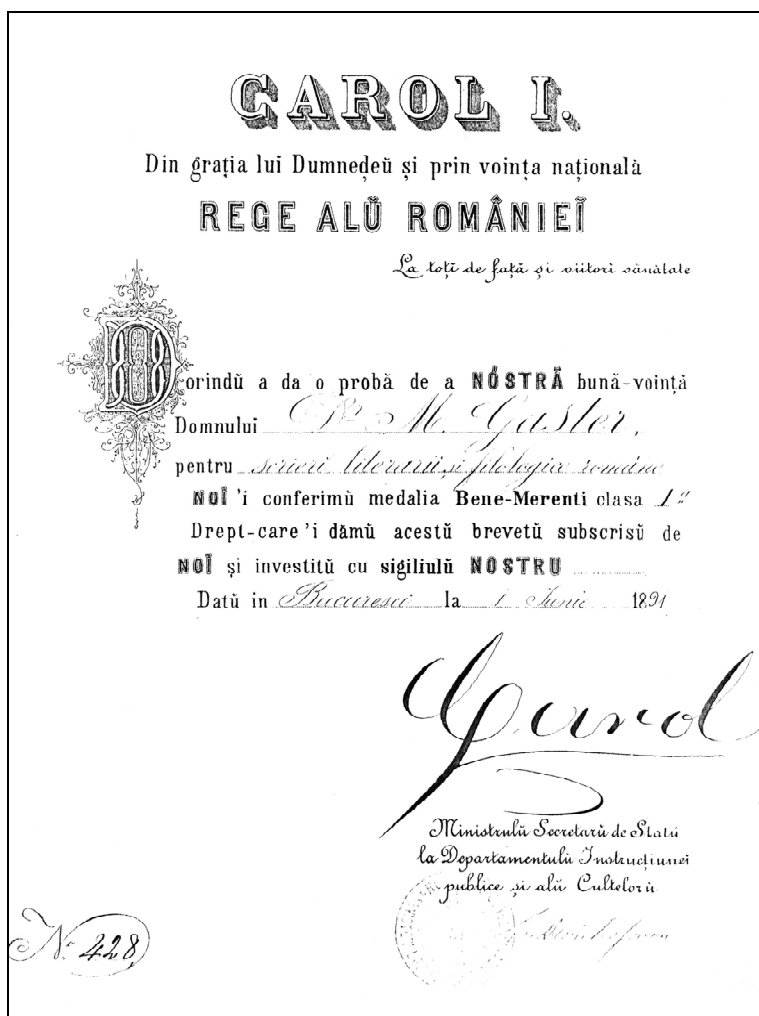 CAROL I.
Din grația lui Dumnedeŭ și prin voința națională
REGE ALŬ ROMÂNIEĬ
La toți de față și viitori sănătate
Dorindŭ a da o probă de a NÓSTRĂ bună-voință
Domnului Dr. M. Gaster,
pentru scrieri literarii și filologia române
NOĬ 'i conferimŭ medalia Bene-Merenti clasa 1ª
Drept-care 'i dămŭ acestŭ brevetŭ subscrisŭ de
NOĬ și investitŭ cu sigiliulŭ NOSTRU
Datŭ in Bucuresci la 1 Junie 1891
Carol
Ministrulŭ Secretarŭ de Statŭ
la Departamentulŭ Instrucțiunei
publice și alŭ Cultelorŭ
No. 428